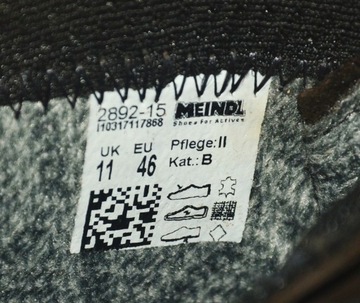 2892-15 MEINDL
I10317117868 Shoes For Actives
UK EU Pflege:II
11 46 Kat.:B